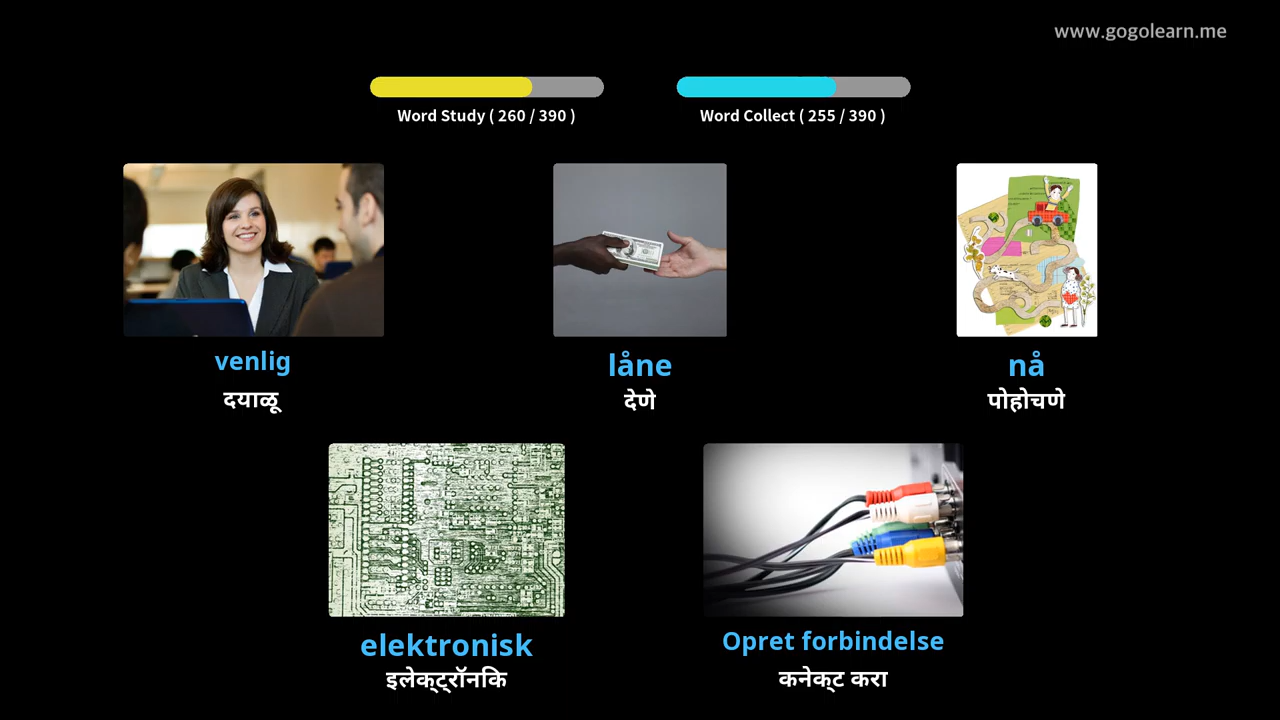 www.gogolearn.me
Word Study ( 260 / 390 )
Word Collect ( 255 / 390 )
venlig
दयाळू
låne
देणे
nå
पोहोचणे
elektronisk
इलेक्ट्रॉनिक
Opret forbindelse
कनेक्ट करा